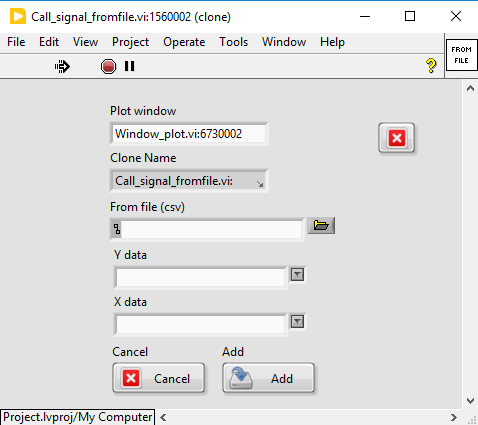 Call_signal_fromfile.vi:1560002 (clone)
File Edit View Project Operate Tools Window Help
FROM
FILE
?
Plot window
Window_plot.vi:6730002
Clone Name
Call_signal_fromfile.vi:
From file (csv)
Y data
X data
Cancel Add
Cancel Add
Project.lvproj/My Computer